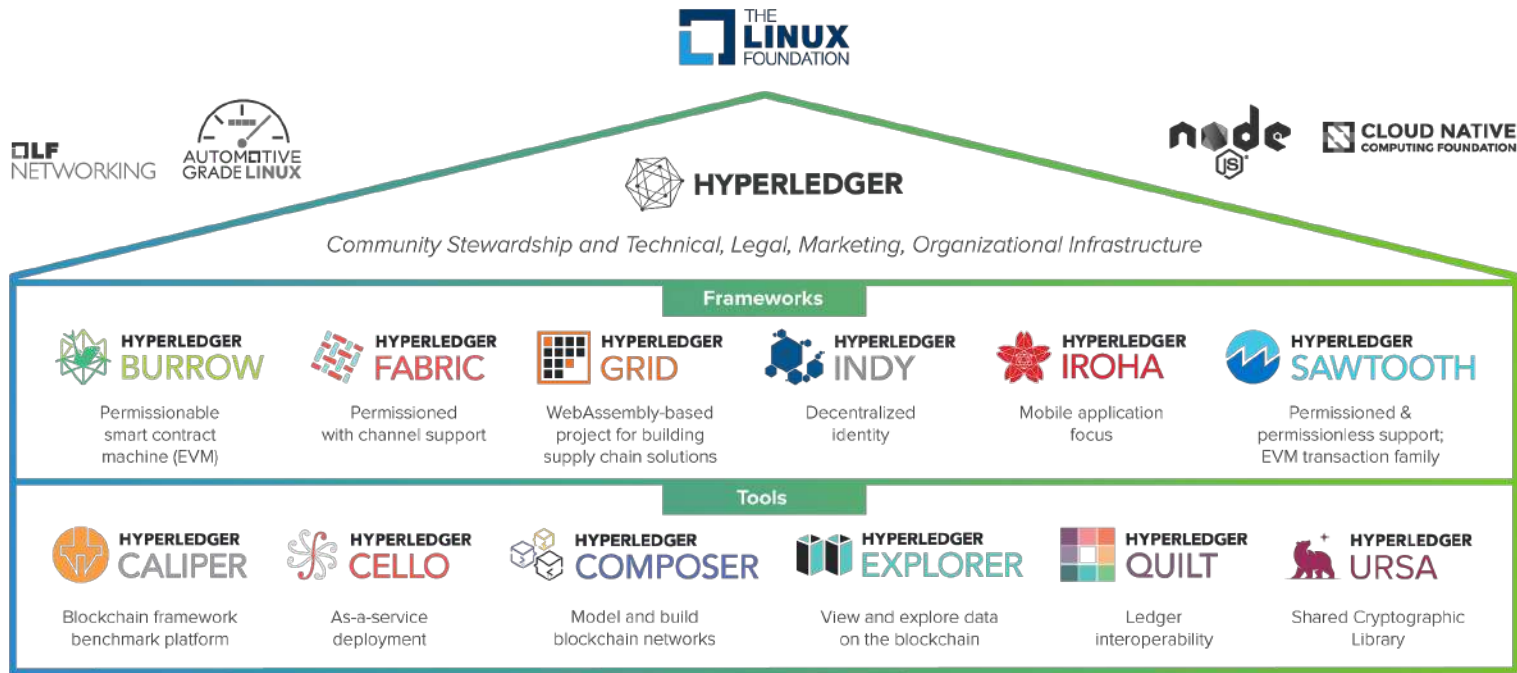 THE
LINUX
FOUNDATION
LF
NETWORKING
AUTOMOTIVE
GRADE LINUX
node
JS
CLOUD NATIVE
COMPUTING FOUNDATION
HYPERLEDGER
Community Stewardship and Technical, Legal, Marketing, Organizational Infrastructure
Frameworks
HYPERLEDGER
BURROW
Permissionable
smart contract
machine (EVM)
HYPERLEDGER
FABRIC
Permissioned
with channel support
HYPERLEDGER
GRID
WebAssembly-based
project for building
supply chain solutions
HYPERLEDGER
INDY
Decentralized
identity
HYPERLEDGER
IROHA
Mobile application
focus
HYPERLEDGER
SAWTOOTH
Permissioned &
permissionless support;
EVM transaction family
Tools
HYPERLEDGER
CALIPER
Blockchain framework
benchmark platform
HYPERLEDGER
CELLO
As-a-service
deployment
HYPERLEDGER
COMPOSER
Model and build
blockchain networks
HYPERLEDGER
EXPLORER
View and explore data
on the blockchain
HYPERLEDGER
QUILT
Ledger
interoperability
HYPERLEDGER
URSA
Shared Cryptographic
Library